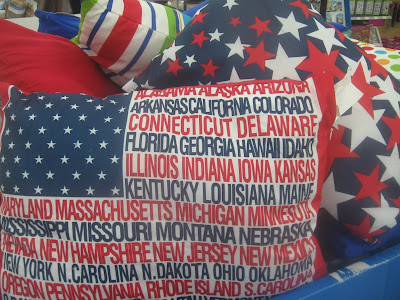 ALABAMA ALASKA ARIZONA
ARKANSAS CALIFORNIA COLORADO
CONNECTICUT DELAWARE
FLORIDA GEORGIA HAWAII IDAHO
ILLINOIS INDIANA IOWA KANSAS
KENTUCKY LOUISIANA MAINE
MARYLAND MASSACHUSETTS MICHIGAN MINNESOTA
MISSISSIPPI MISSOURI MONTANA NEBRASKA
NEVADA NEW HAMPSHIRE NEW JERSEY NEW MEXICO
NEW YORK N.CAROLINA N.DAKOTA OHIO OKLAHOMA
OREGON PENNSYLVANIA RHODE ISLAND S.CAROLINA